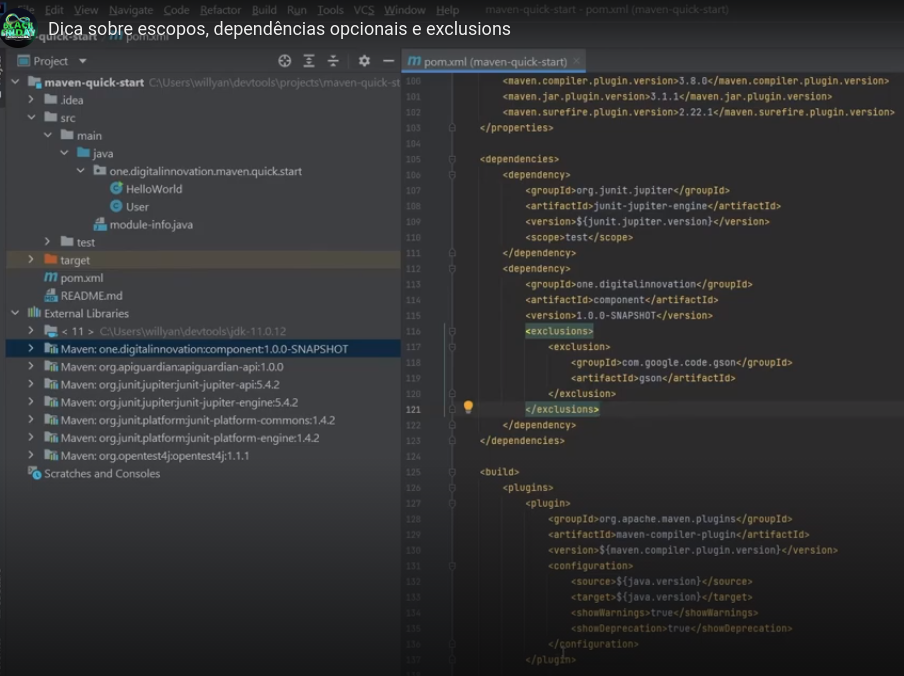 File Edit View Navigate Code Refactor Build Run Tools VCS Window Help maven-quick-start - pom.xml (maven-quick-start)
Dica sobre escopos, dependências opcionais e exclusions
-quick-start pom.xml
Project
maven-quick-start C:\Users\willyan\devtools\projects\maven-quick-st
.idea
src
main
java
one.digitalinnovation.maven.quick.start
HelloWorld
User
module-info.java
test
target
pom.xml
README.md
External Libraries
< 11 > C:\Users\willyan\devtools\jdk-11.0.12
Maven: one.digitalinnovation:component:1.0.0-SNAPSHOT
Maven: org.apiguardian:apiguardian-api:1.0.0
Maven: org.junit.jupiter:junit-jupiter-api:5.4.2
Maven: org.junit.jupiter:junit-jupiter-engine:5.4.2
Maven: org.junit.platform:junit-platform-commons:1.4.2
Maven: org.junit.platform:junit-platform-engine:1.4.2
Maven: org.opentest4j:opentest4j:1.1.1
Scratches and Consoles
pom.xml (maven-quick-start)
100 <maven.compiler.plugin.version>3.8.0</maven.compiler.plugin.version>
101 <maven.jar.plugin.version>3.1.1</maven.jar.plugin.version>
102 <maven.surefire.plugin.version>2.22.1</maven.surefire.plugin.version>
103 </properties>
104
105 <dependencies>
106 <dependency>
107 <groupId>org.junit.jupiter</groupId>
108 <artifactId>junit-jupiter-engine</artifactId>
109 <version>${junit.jupiter.version}</version>
110 <scope>test</scope>
111 </dependency>
112 <dependency>
113 <groupId>one.digitalinnovation</groupId>
114 <artifactId>component</artifactId>
115 <version>1.0.0-SNAPSHOT</version>
116 <exclusions>
117 <exclusion>
118 <groupId>com.google.code.gson</groupId>
119 <artifactId>gson</artifactId>
120 </exclusion>
121 </exclusions>
122 </dependency>
123 </dependencies>
124
125 <build>
126 <plugins>
127 <plugin>
128 <groupId>org.apache.maven.plugins</groupId>
129 <artifactId>maven-compiler-plugin</artifactId>
130 <version>${maven.compiler.plugin.version}</version>
131 <configuration>
132 <source>${java.version}</source>
133 <target>${java.version}</target>
134 <showWarnings>true</showWarnings>
135 <showDeprecation>true</showDeprecation>
136 </configuration>
137 </plugin>